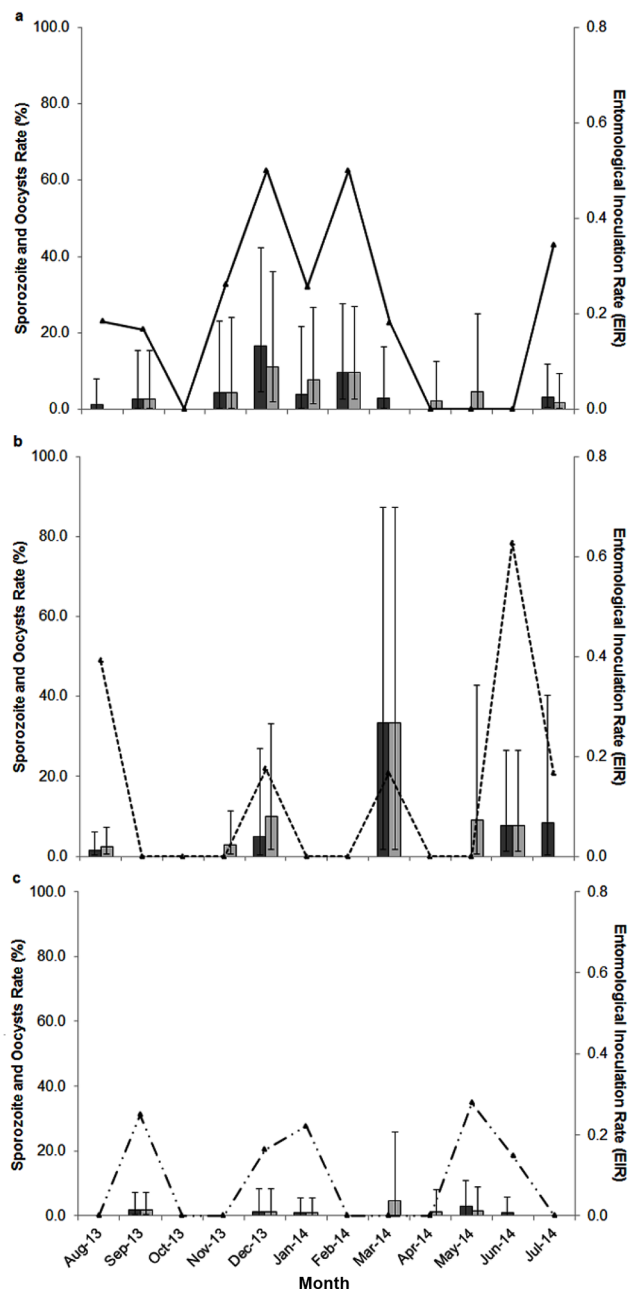 a
100.0
80.0
60.0
40.0
20.0
0.0
Sporozoite and Oocysts Rate (%)
0.8
0.6
0.4
0.2
0.0
Entomological Inoculation Rate (EIR)
b
100.0
80.0
60.0
40.0
20.0
0.0
Sporozoite and Oocysts Rate (%)
0.8
0.6
0.4
0.2
0.0
Entomological Inoculation Rate (EIR)
c
100.0
80.0
60.0
40.0
20.0
0.0
Sporozoite and Oocysts Rate (%)
0.8
0.6
0.4
0.2
0.0
Entomological Inoculation Rate (EIR)
Aug-13
Sep-13
Oct-13
Nov-13
Dec-13
Jan-14
Feb-14
Mar-14
Apr-14
May-14
Jun-14
Jul-14
Month